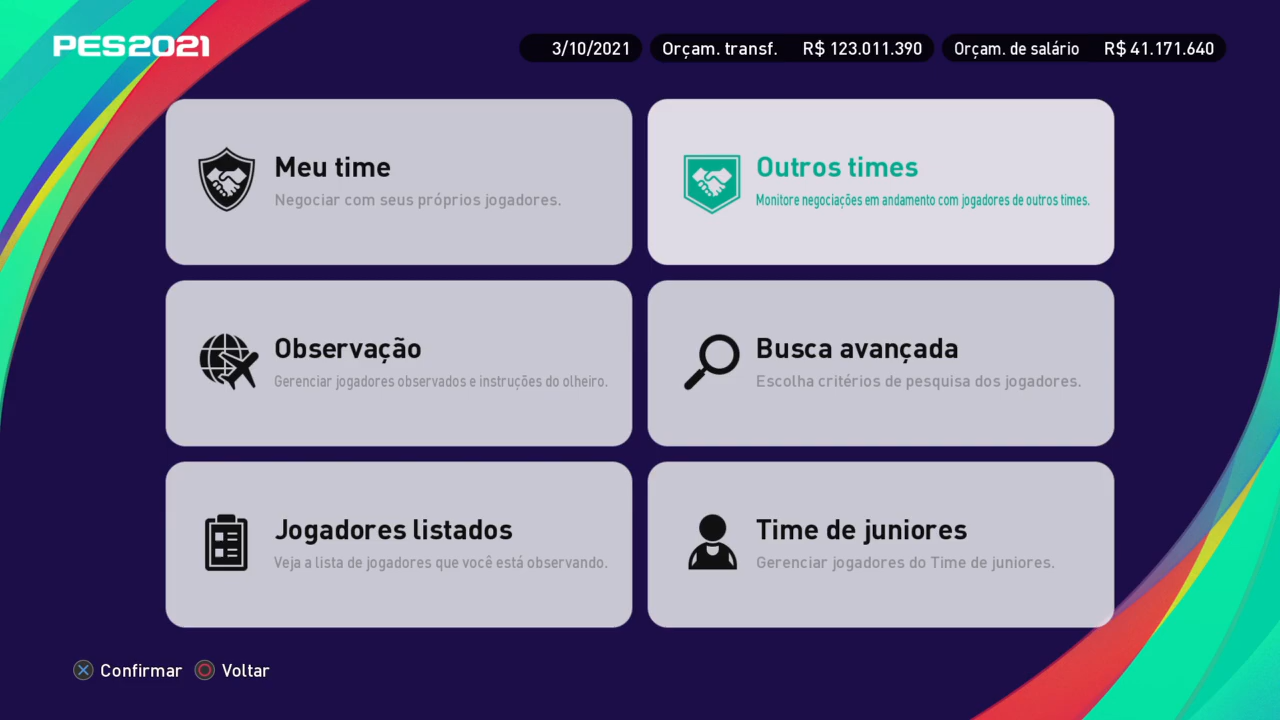 PES2021
3/10/2021 Orçam. transf. R$ 123.011.390 Orçam. de salário R$ 41.171.640
Meu time
Negociar com seus próprios jogadores.
Outros times
Monitore negociações em andamento com jogadores de outros times.
Observação
Gerenciar jogadores observados e instruções do olheiro.
Busca avançada
Escolha critérios de pesquisa dos jogadores.
Jogadores listados
Veja a lista de jogadores que você está observando.
Time de juniores
Gerenciar jogadores do Time de juniores.
Confirmar Voltar